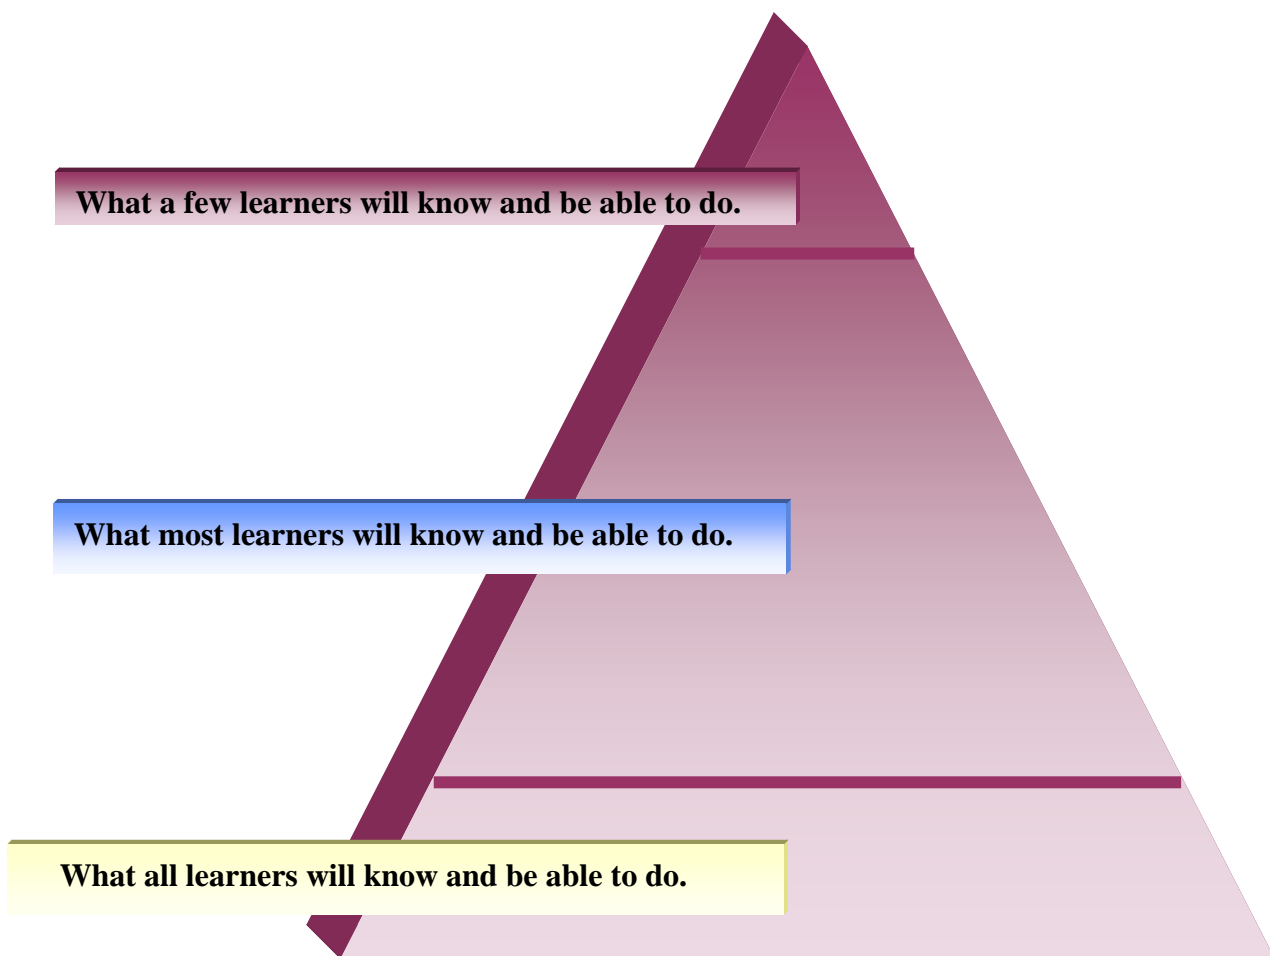 What a few learners will know and be able to do.
What most learners will know and be able to do.
What all learners will know and be able to do.